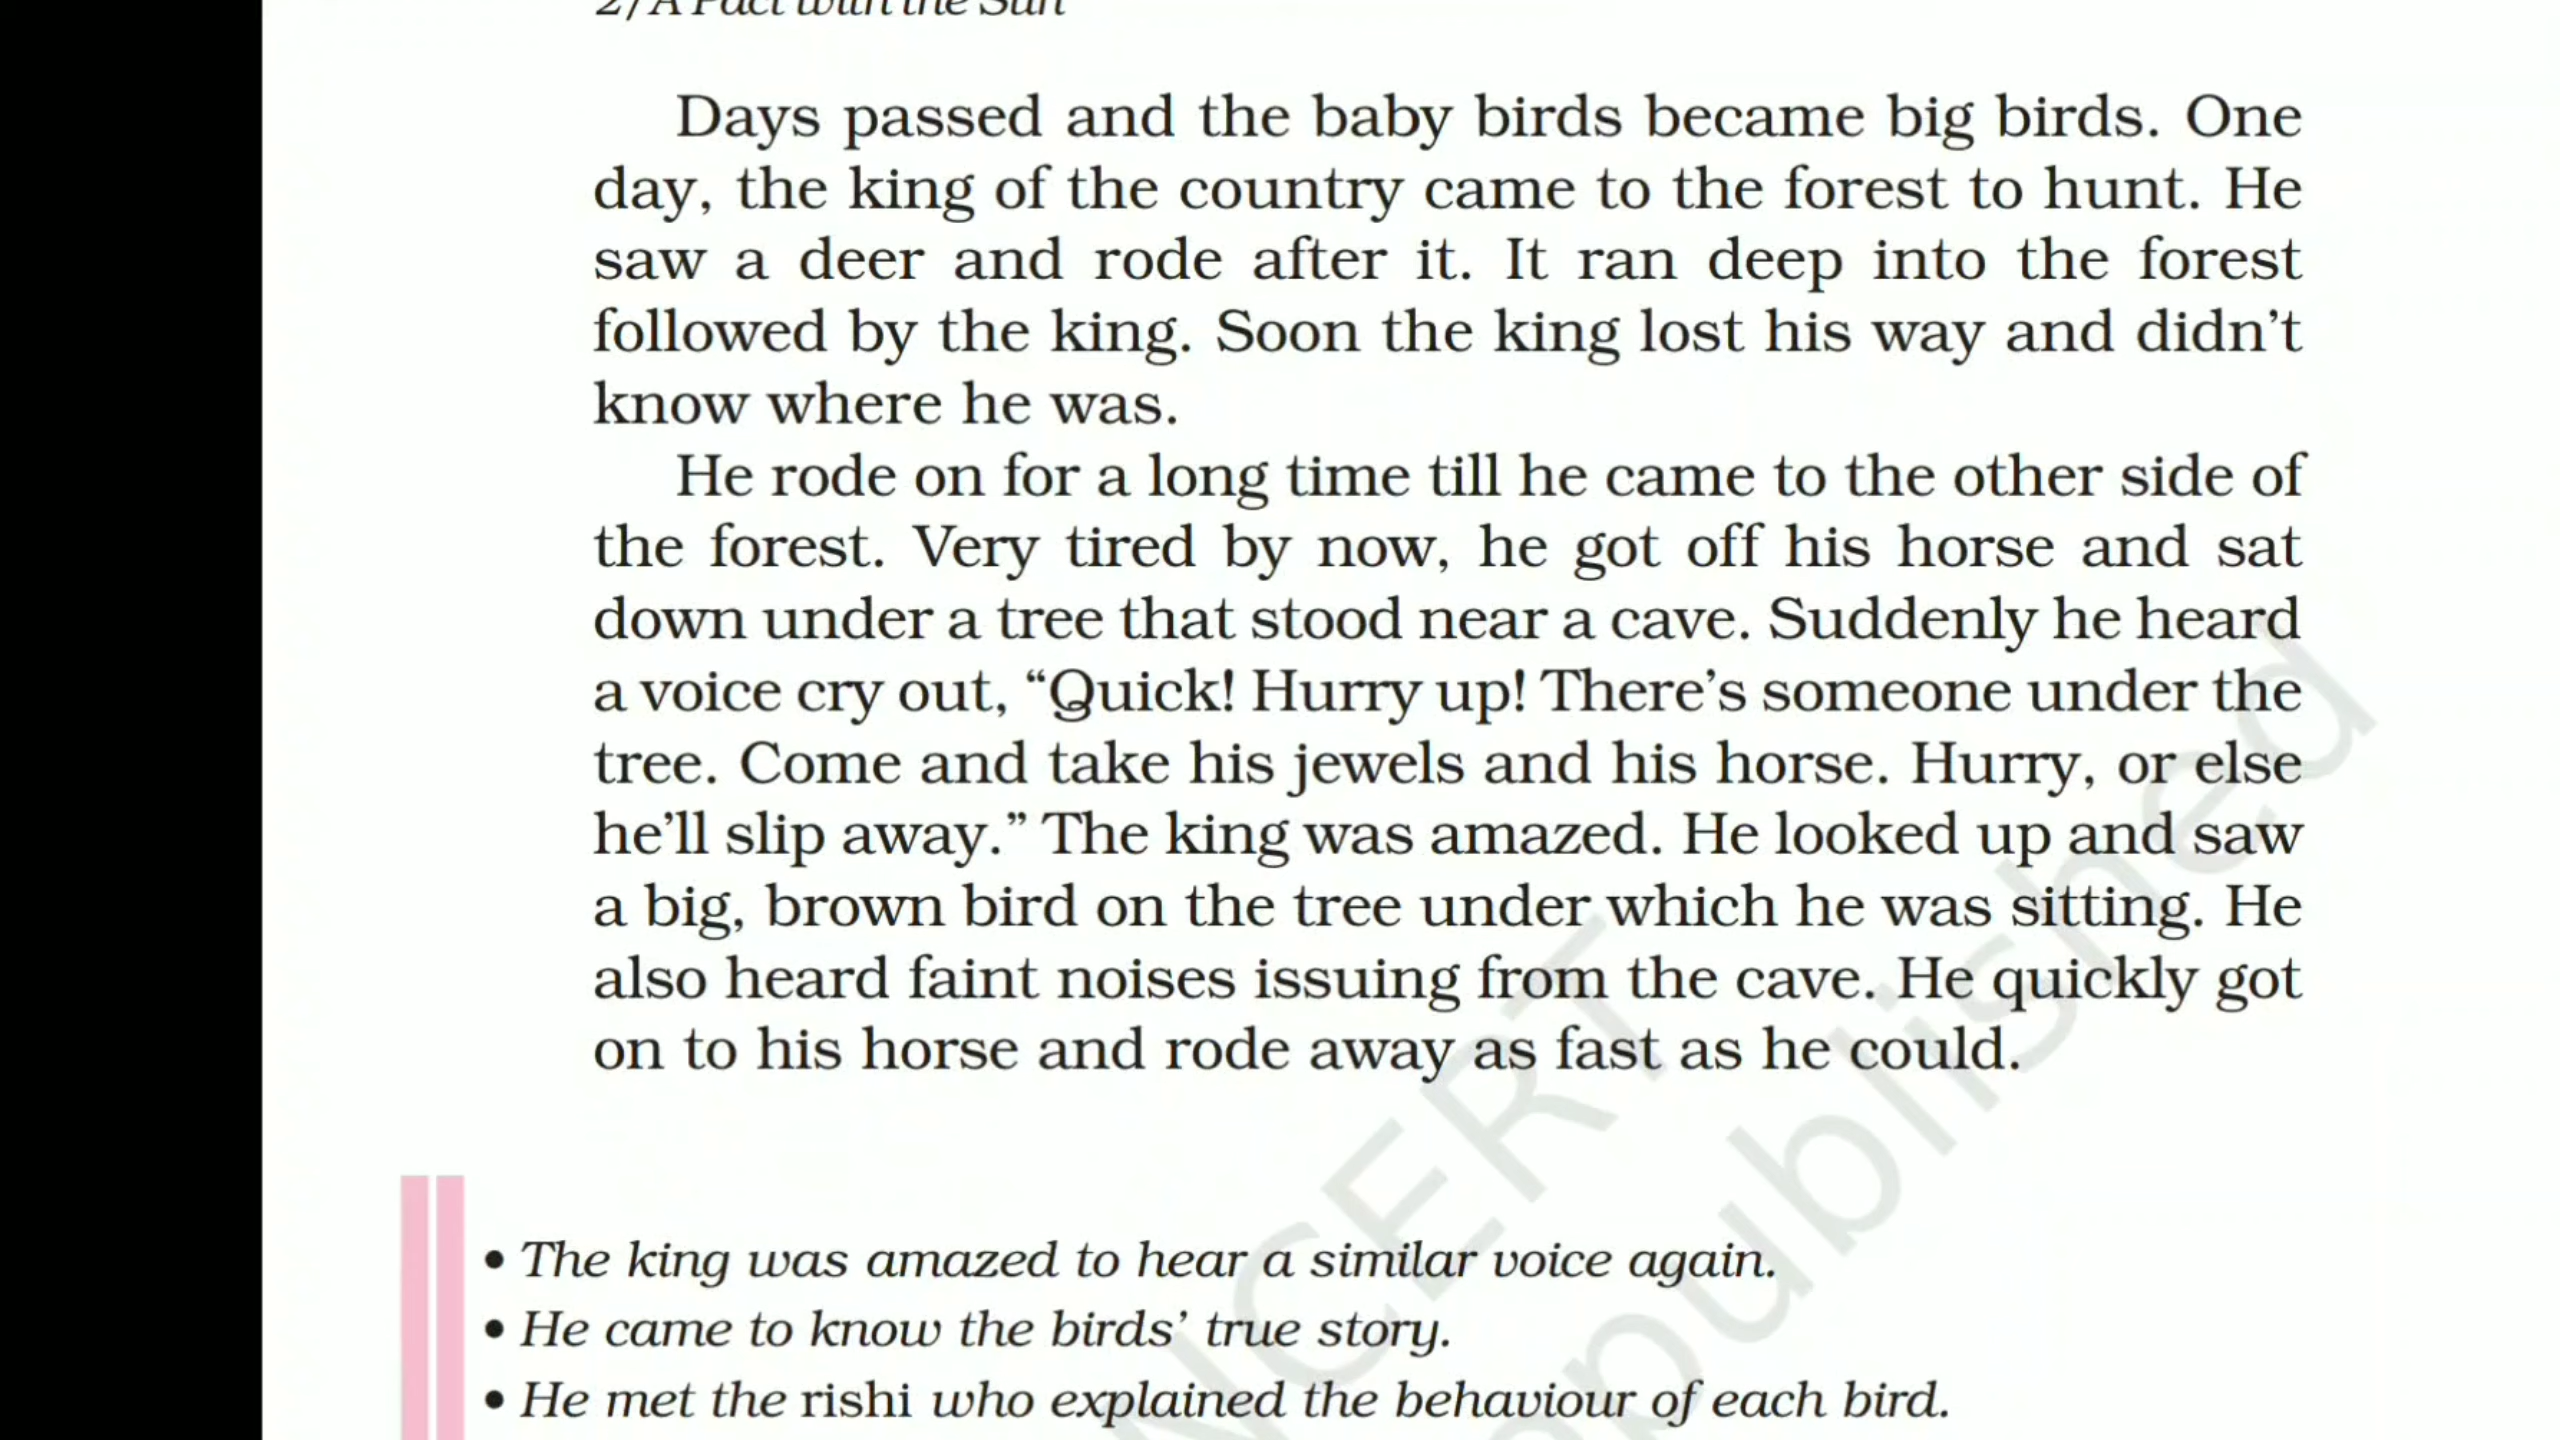 2/A Pact with the Sun
Days passed and the baby birds became big birds. One
day, the king of the country came to the forest to hunt. He
saw a deer and rode after it. It ran deep into the forest
followed by the king. Soon the king lost his way and didn’t
know where he was.
He rode on for a long time till he came to the other side of
the forest. Very tired by now, he got off his horse and sat
down under a tree that stood near a cave. Suddenly he heard
a voice cry out, “Quick! Hurry up! There’s someone under the
tree. Come and take his jewels and his horse. Hurry, or else
he’ll slip away.” The king was amazed. He looked up and saw
a big, brown bird on the tree under which he was sitting. He
also heard faint noises issuing from the cave. He quickly got
on to his horse and rode away as fast as he could.
• The king was amazed to hear a similar voice again.
• He came to know the birds’ true story.
• He met the rishi who explained the behaviour of each bird.
NCERT
published